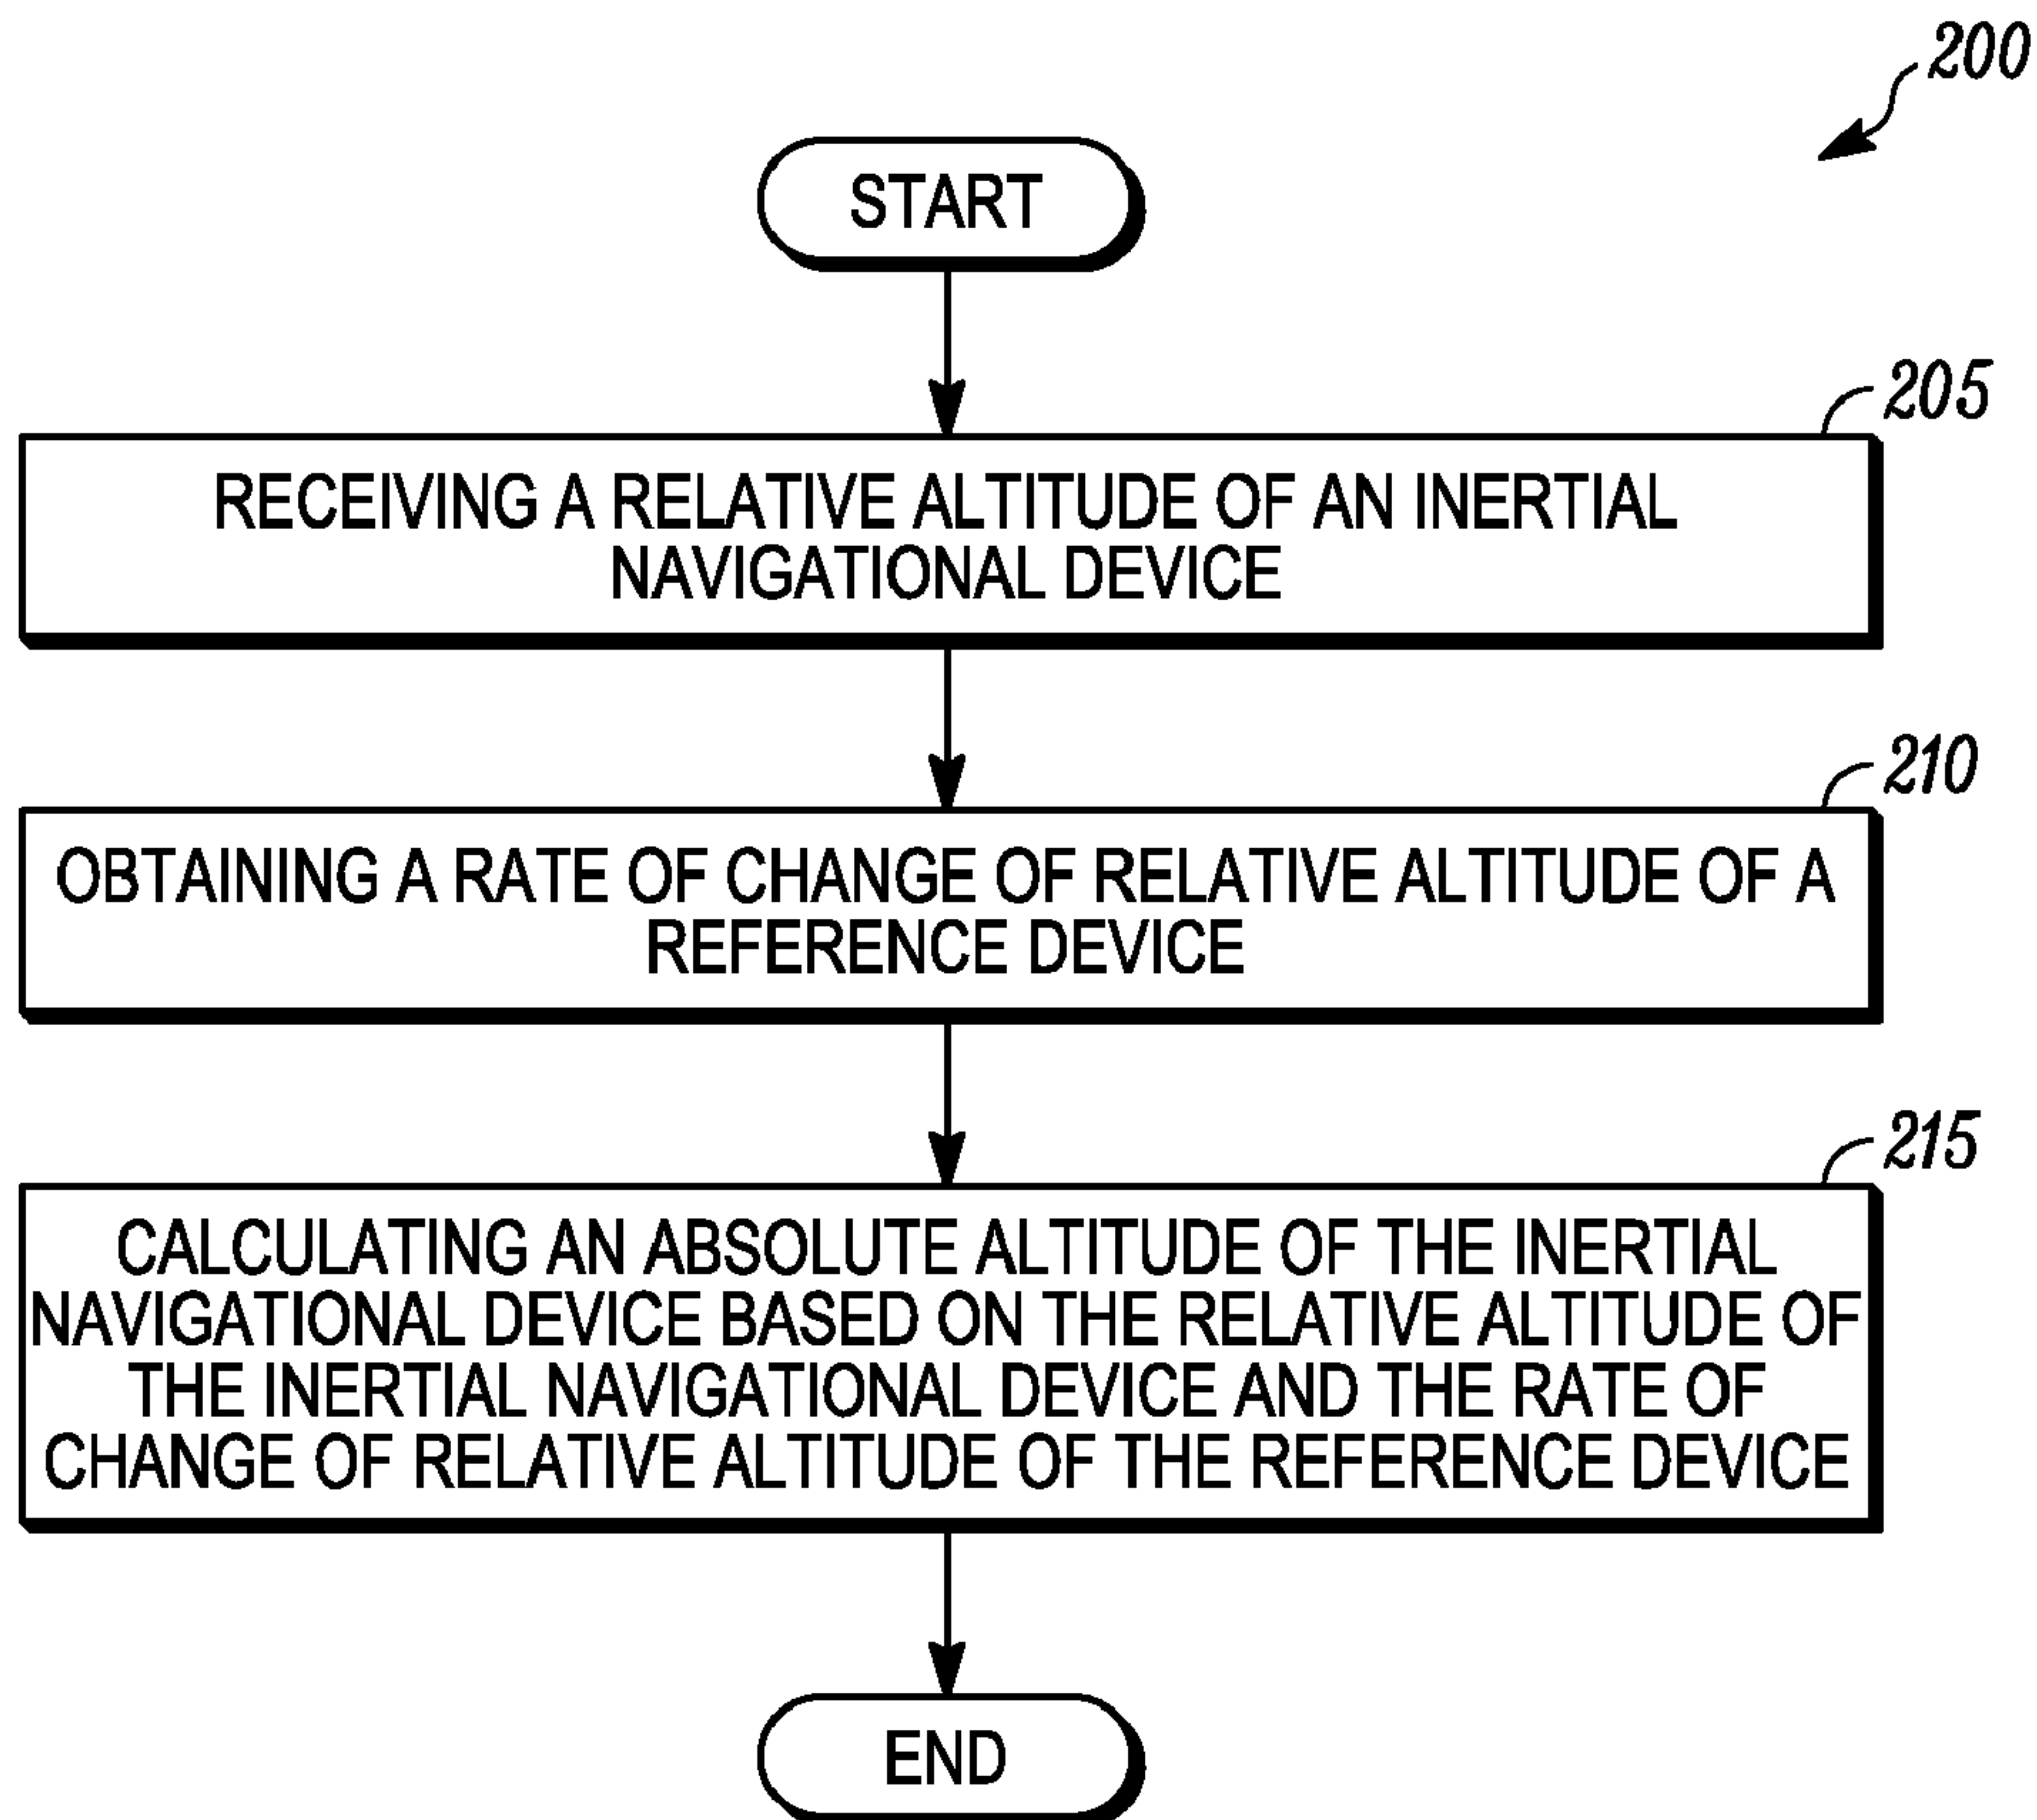 200
START
205
RECEIVING A RELATIVE ALTITUDE OF AN INERTIAL
NAVIGATIONAL DEVICE
210
OBTAINING A RATE OF CHANGE OF RELATIVE ALTITUDE OF A
REFERENCE DEVICE
215
CALCULATING AN ABSOLUTE ALTITUDE OF THE INERTIAL
NAVIGATIONAL DEVICE BASED ON THE RELATIVE ALTITUDE OF
THE INERTIAL NAVIGATIONAL DEVICE AND THE RATE OF
CHANGE OF RELATIVE ALTITUDE OF THE REFERENCE DEVICE
END